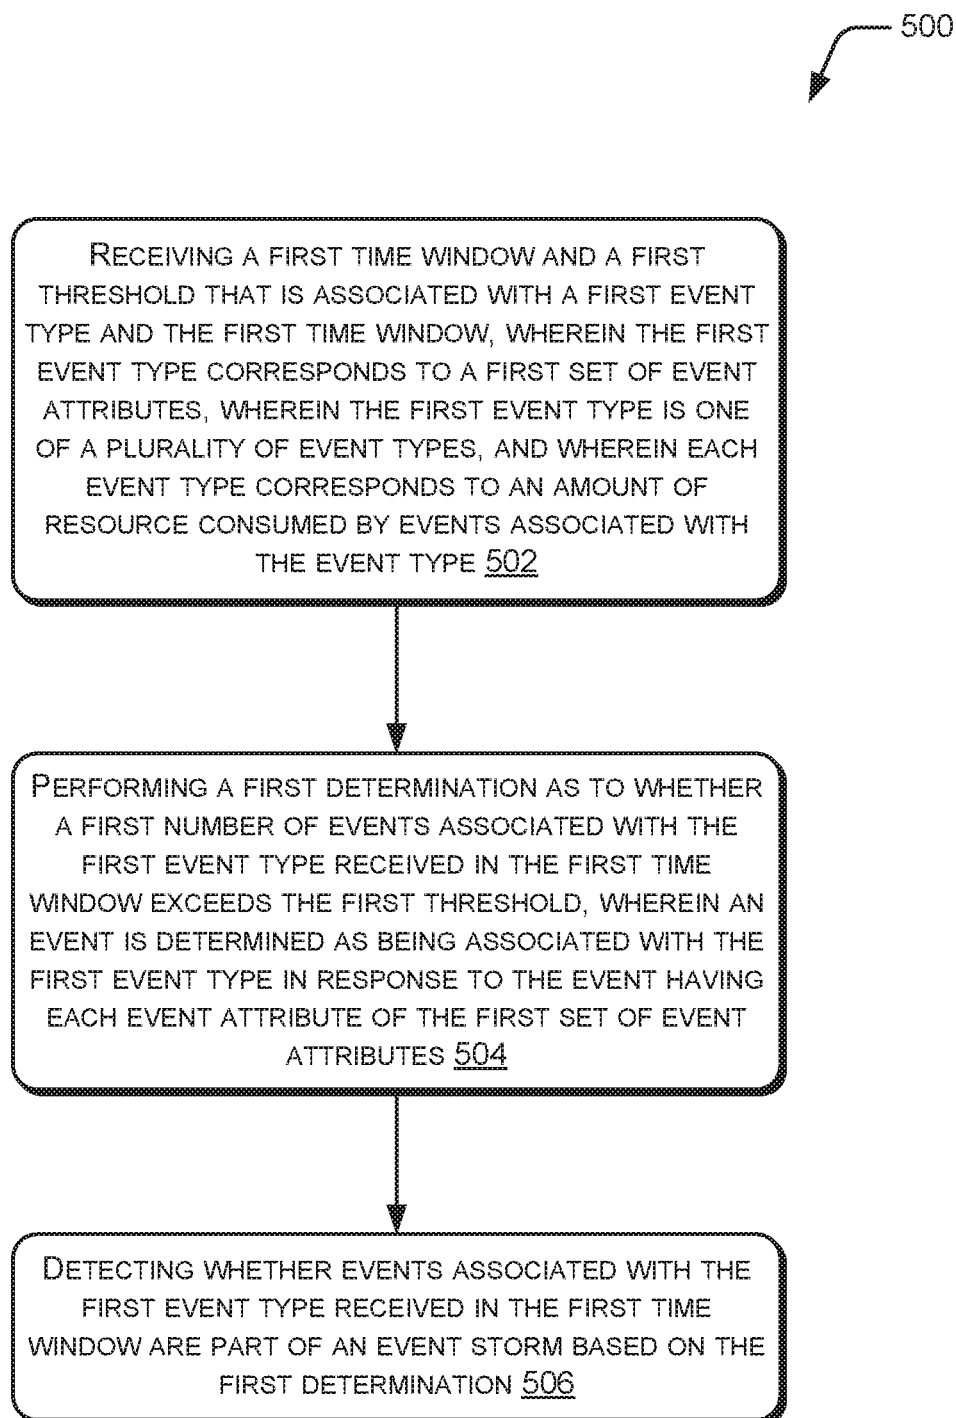 500
RECEIVING A FIRST TIME WINDOW AND A FIRST
THRESHOLD THAT IS ASSOCIATED WITH A FIRST EVENT
TYPE AND THE FIRST TIME WINDOW, WHEREIN THE FIRST
EVENT TYPE CORRESPONDS TO A FIRST SET OF EVENT
ATTRIBUTES, WHEREIN THE FIRST EVENT TYPE IS ONE
OF A PLURALITY OF EVENT TYPES, AND WHEREIN EACH
EVENT TYPE CORRESPONDS TO AN AMOUNT OF
RESOURCE CONSUMED BY EVENTS ASSOCIATED WITH
THE EVENT TYPE 502
PERFORMING A FIRST DETERMINATION AS TO WHETHER
A FIRST NUMBER OF EVENTS ASSOCIATED WITH THE
FIRST EVENT TYPE RECEIVED IN THE FIRST TIME
WINDOW EXCEEDS THE FIRST THRESHOLD, WHEREIN AN
EVENT IS DETERMINED AS BEING ASSOCIATED WITH THE
FIRST EVENT TYPE IN RESPONSE TO THE EVENT HAVING
EACH EVENT ATTRIBUTE OF THE FIRST SET OF EVENT
ATTRIBUTES 504
DETECTING WHETHER EVENTS ASSOCIATED WITH THE
FIRST EVENT TYPE RECEIVED IN THE FIRST TIME
WINDOW ARE PART OF AN EVENT STORM BASED ON THE
FIRST DETERMINATION 506